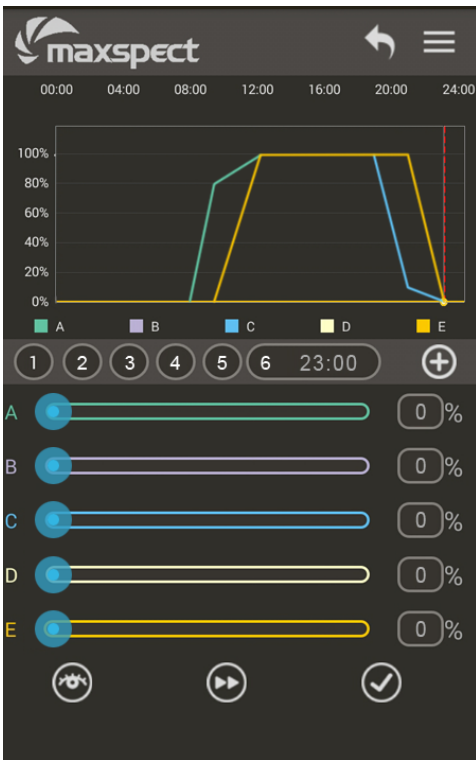 maxspect
00:00 04:00 08:00 12:00 16:00 20:00 24:00
100%
80%
60%
40%
20%
0%
A B C D E
1 2 3 4 5 6 23:00
A 0 %
B 0 %
C 0 %
D 0 %
E 0 %